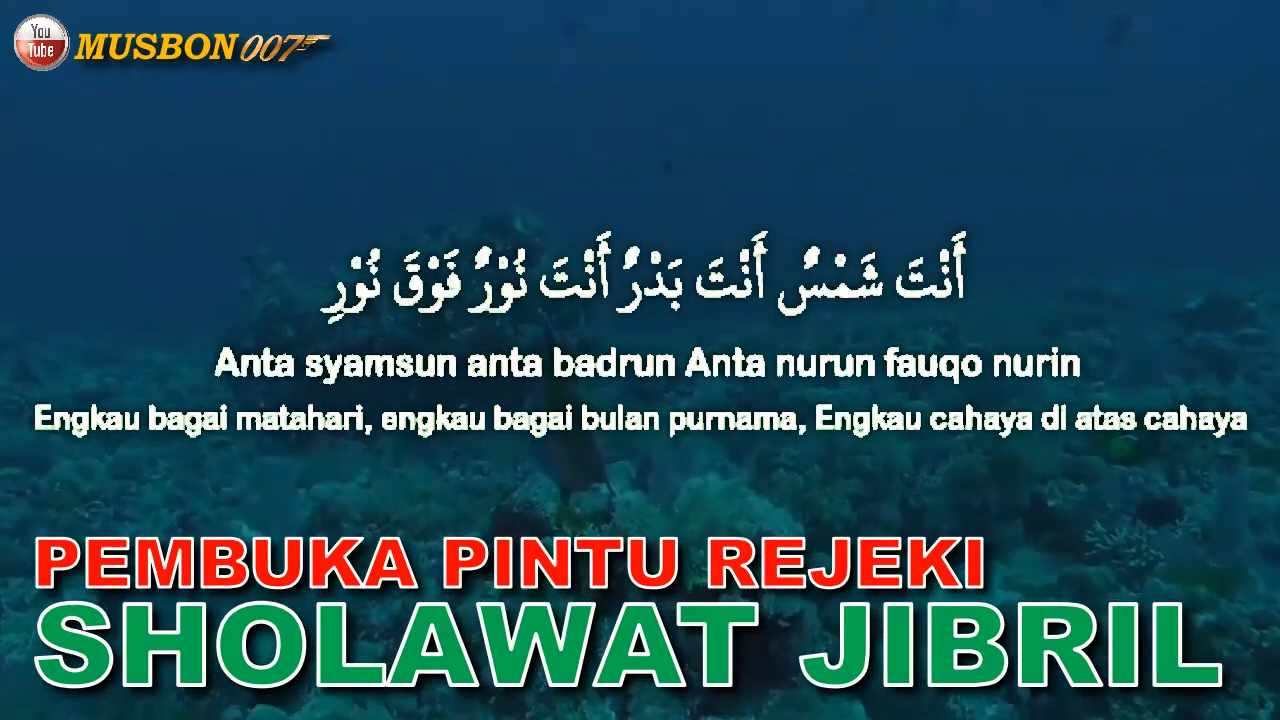 You
Tube
MUSBON007
أَنْتَ شَمْسٌ أَنْتَ بَدْرٌ أَنْتَ نُوْرٌ فَوْقَ نُوْرِ
Anta syamsun anta badrun Anta nurun fauqo nurin
Engkau bagai matahari, engkau bagai bulan purnama, Engkau cahaya di atas cahaya
PEMBUKA PINTU REJEKI
SHOLAWAT JIBRIL